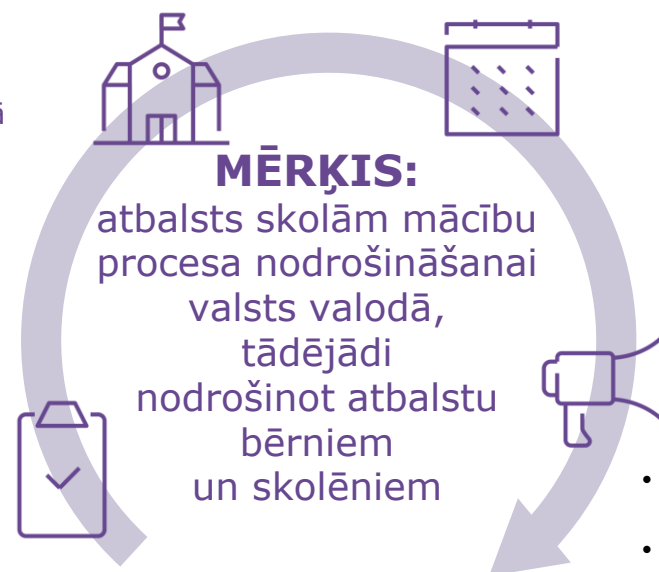 MĒRĶIS:
atbalsts skolām mācību
procesa nodrošināšanai
valsts valodā,
tādējādi
nodrošinot atbalstu
bērniem
un skolēniem